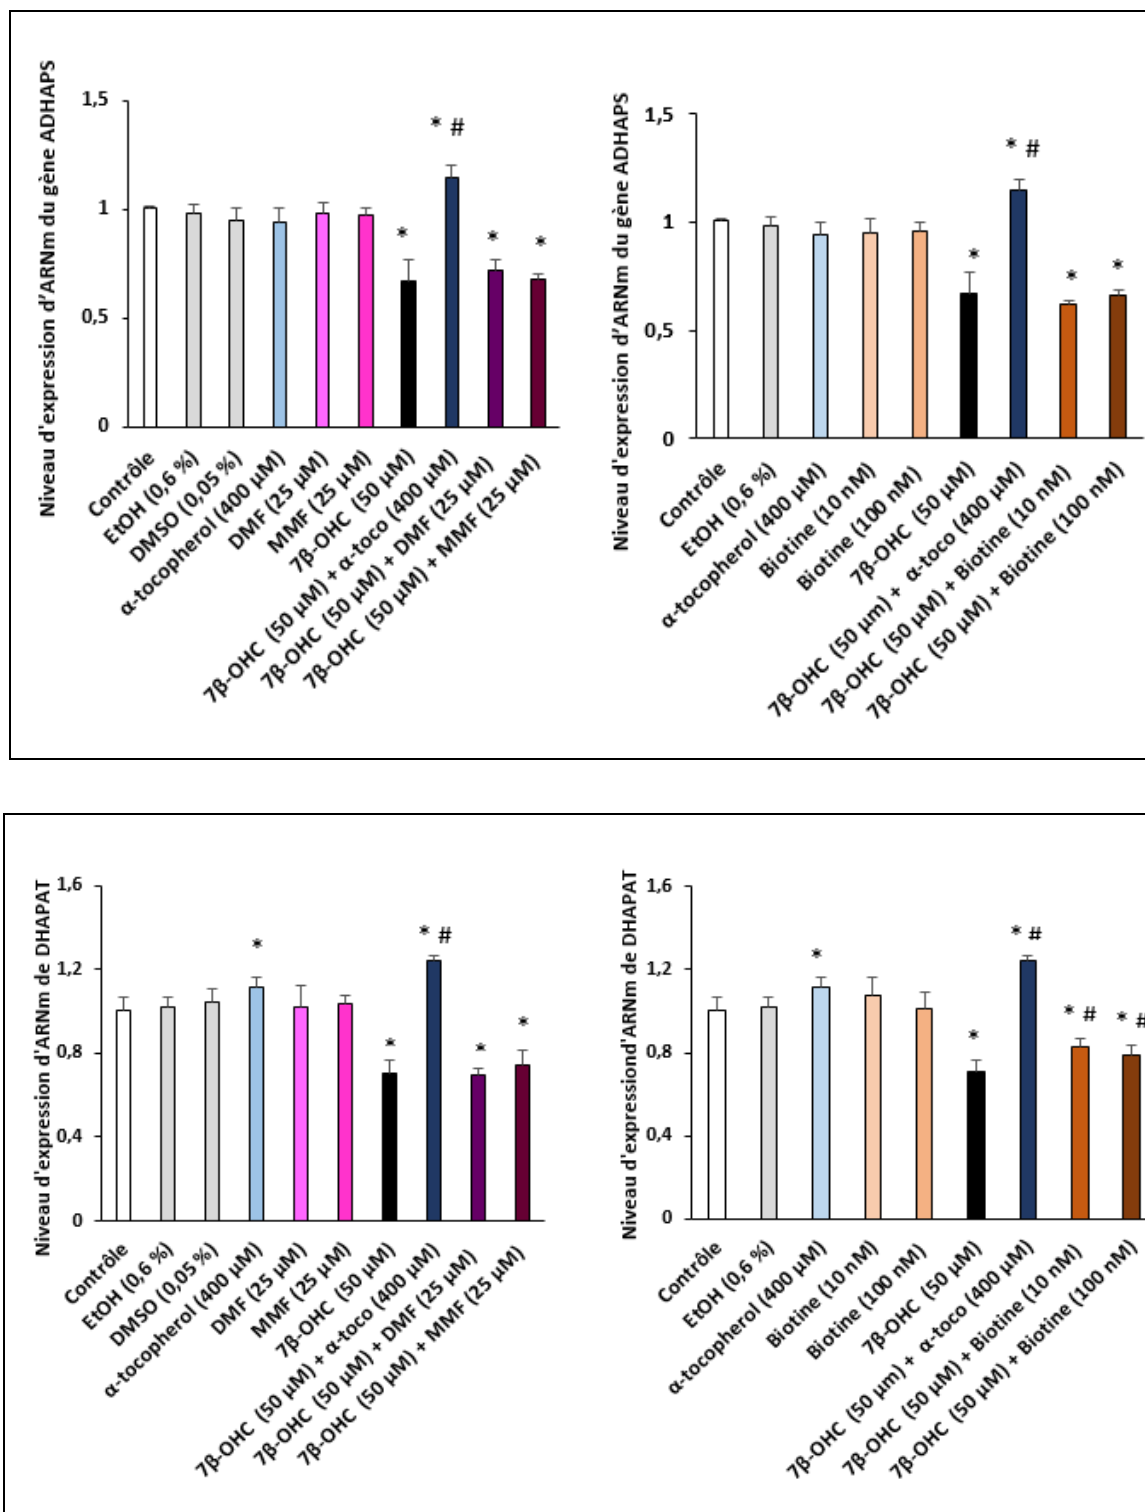 Niveau d'expression d'ARNm du gène ADHAPS
1,5
1
0,5
0
*
* #
*
*
Contrôle
EtOH (0,6 %)
DMSO (0,05 %)
α-tocopherol (400 µM)
DMF (25 µM)
MMF (25 µM)
7β-OHC (50 µM)
7β-OHC (50 µM) + α-toco (400 µM)
7β-OHC (50 µM) + DMF (25 µM)
7β-OHC (50 µM) + MMF (25 µM)
Niveau d'expression d'ARNm du gène ADHAPS
1,5
1
0,5
0
*
* #
*
*
Contrôle
EtOH (0,6 %)
α-tocopherol (400 µM)
Biotine (10 nM)
Biotine (100 nM)
7β-OHC (50 µM)
7β-OHC (50 µm) + α-toco (400 µM)
7β-OHC (50 µM) + Biotine (10 nM)
7β-OHC (50 µM) + Biotine (100 nM)
Niveau d'expression d'ARNm de DHAPAT
1,6
1,2
0,8
0,4
0
*
*
* #
*
*
Contrôle
EtOH (0,6 %)
DMSO (0,05 %)
α-tocopherol (400 µM)
DMF (25 µM)
MMF (25 µM)
7β-OHC (50 µM)
7β-OHC (50 µM) + α-toco (400 µM)
7β-OHC (50 µM) + DMF (25 µM)
7β-OHC (50 µM) + MMF (25 µM)
Niveau d'expressiond'ARNm de DHAPAT
1,6
1,2
0,8
0,4
0
*
*
* #
* #
* #
Contrôle
EtOH (0,6 %)
α-tocopherol (400 µM)
Biotine (10 nM)
Biotine (100 nM)
7β-OHC (50 µM)
7β-OHC (50 µm) + α-toco (400 µM)
7β-OHC (50 µM) + Biotine (10 nM)
7β-OHC (50 µM) + Biotine (100 nM)